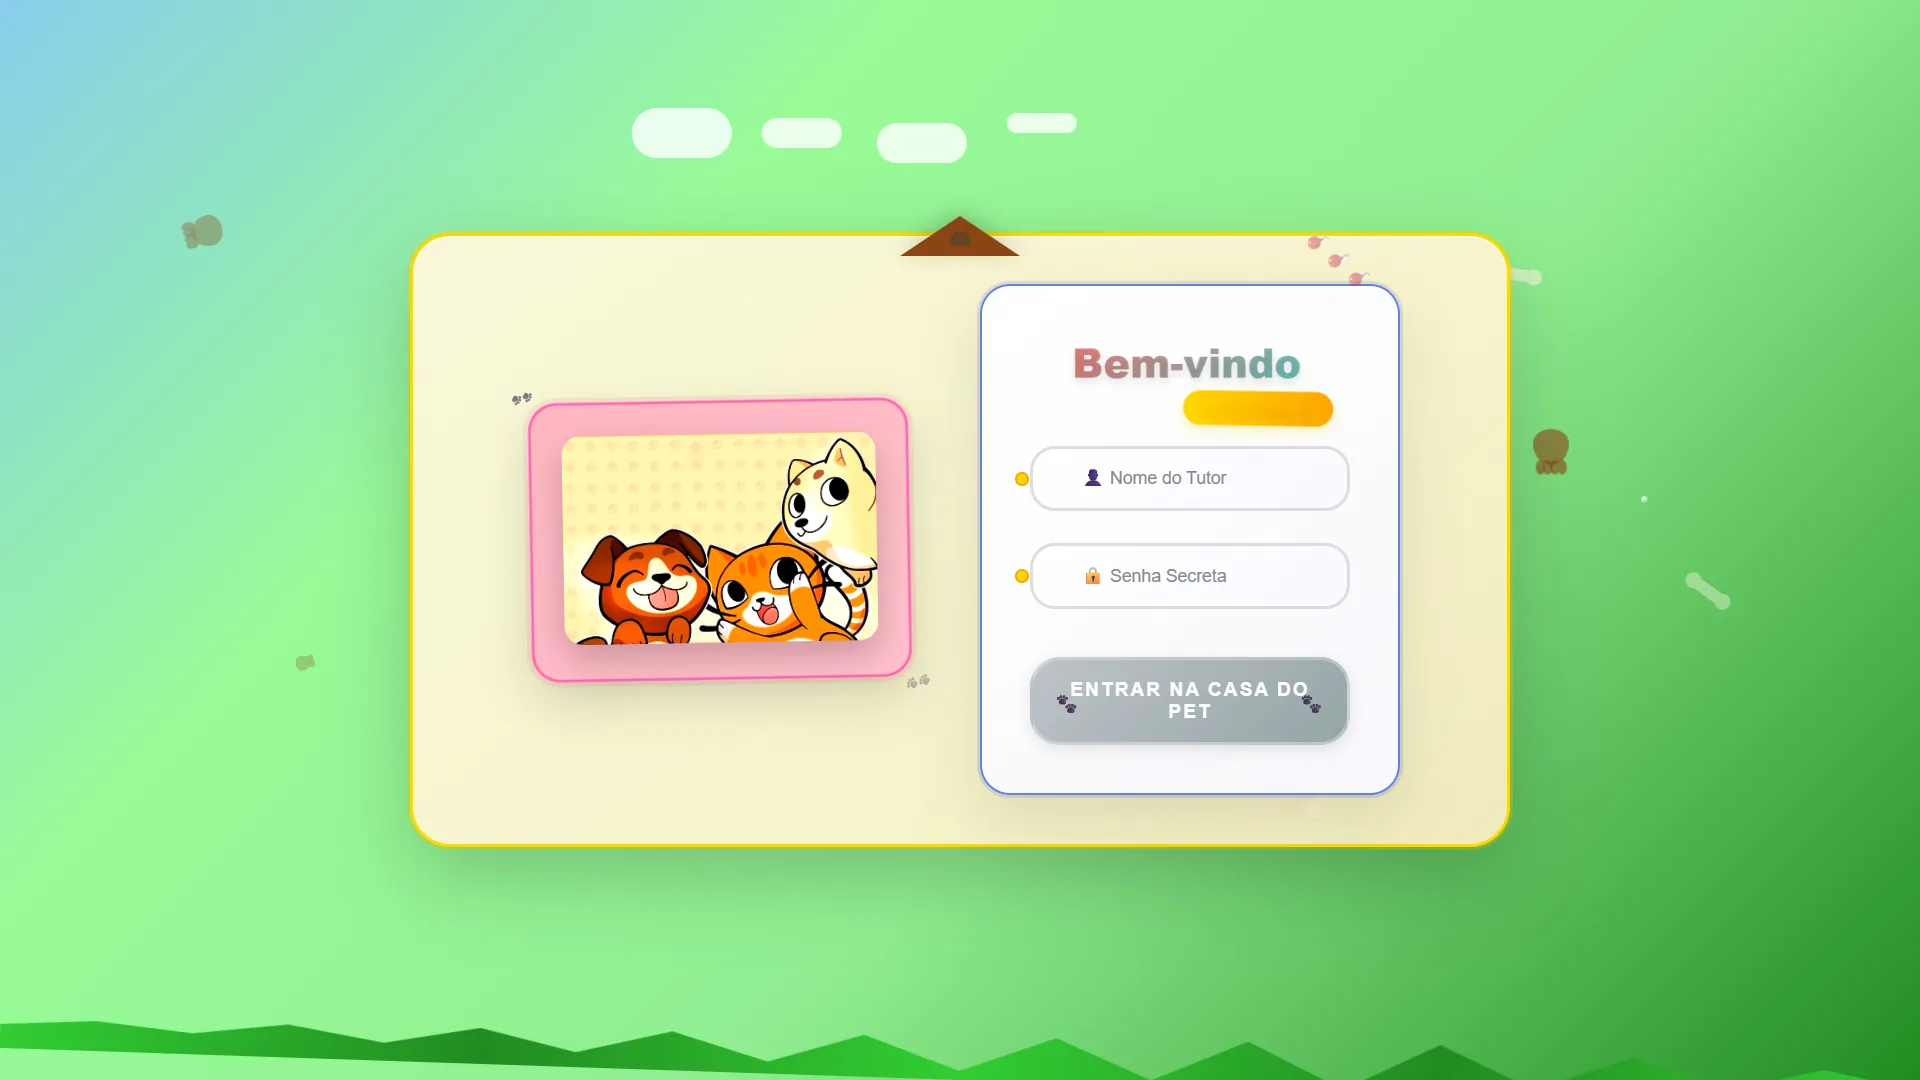 Bem-vindo
Nome do Tutor
Senha Secreta
ENTRAR NA CASA DO
PET